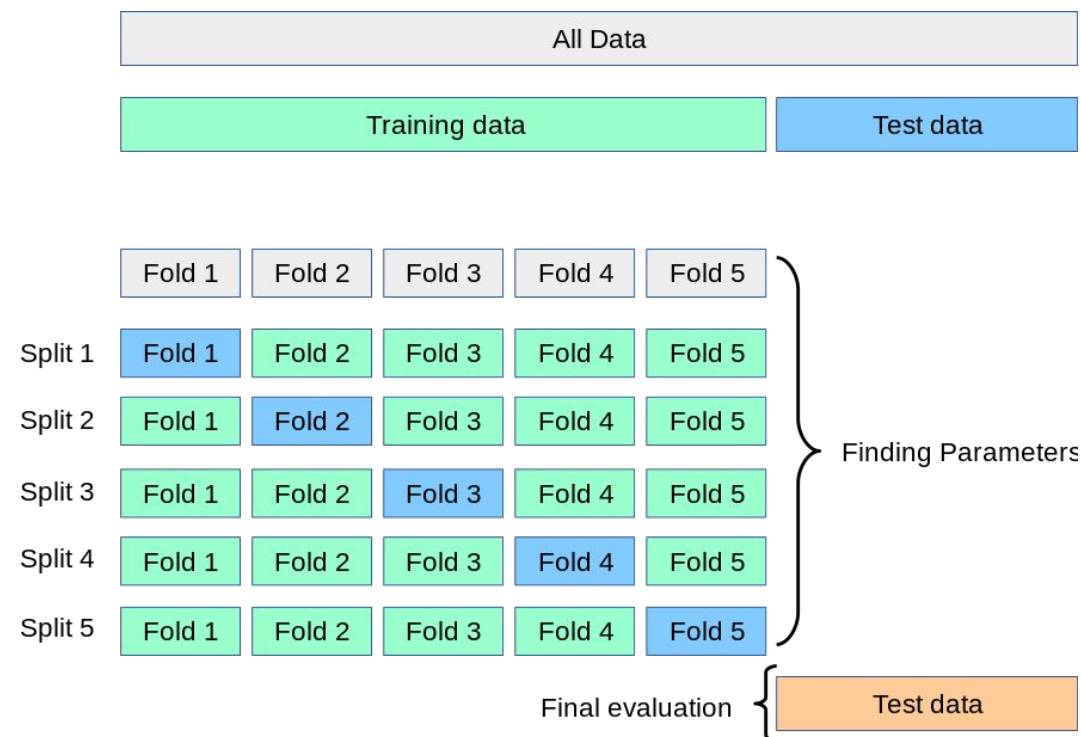 All Data
Training data Test data
Fold 1 Fold 2 Fold 3 Fold 4 Fold 5
Split 1 Fold 1 Fold 2 Fold 3 Fold 4 Fold 5
Split 2 Fold 1 Fold 2 Fold 3 Fold 4 Fold 5
Finding Parameters
Split 3 Fold 1 Fold 2 Fold 3 Fold 4 Fold 5
Split 4 Fold 1 Fold 2 Fold 3 Fold 4 Fold 5
Split 5 Fold 1 Fold 2 Fold 3 Fold 4 Fold 5
Final evaluation Test data